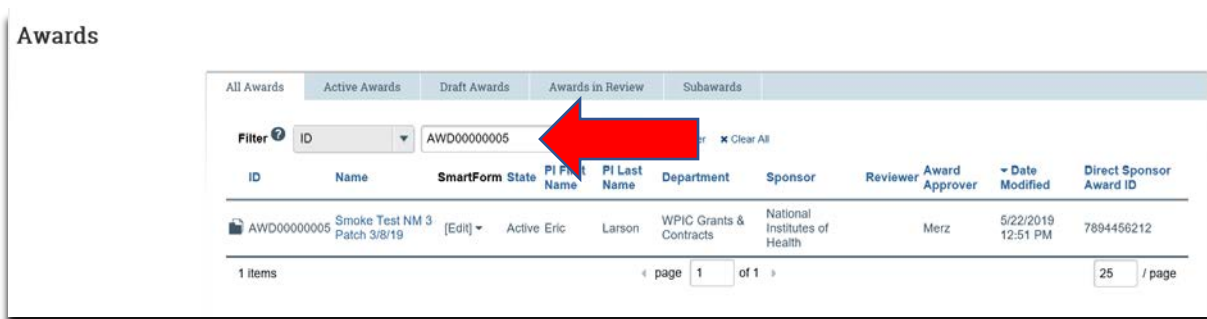 Awards
All Awards Active Awards Draft Awards Awards in Review Subawards
Filter ? ID AWD00000005 Clear All
ID Name SmartForm State PI First Name PI Last Name Department Sponsor Reviewer Award Approver Date Modified Direct Sponsor Award ID
AWD00000005 Smoke Test NM 3 Patch 3/8/19 [Edit] Active Eric Larson WPIC Grants & Contracts National Institutes of Health Merz 5/22/2019 12:51 PM 7894456212
1 items page 1 of 1 25 / page